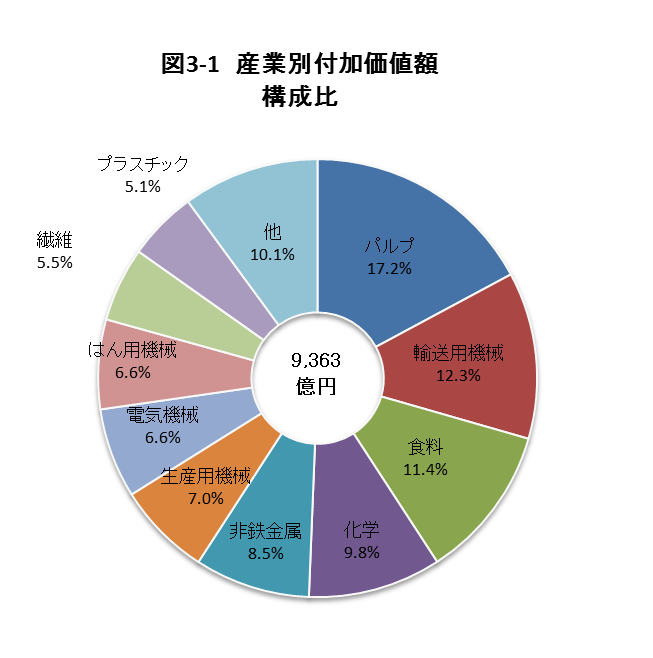 図3-1 産業別付加価値額
構成比
パルプ
17.2%
輸送用機械
12.3%
食料
11.4%
化学
9.8%
非鉄金属
8.5%
生産用機械
7.0%
電気機械
6.6%
はん用機械
6.6%
繊維
5.5%
プラスチック
5.1%
他
10.1%
9,363
億円